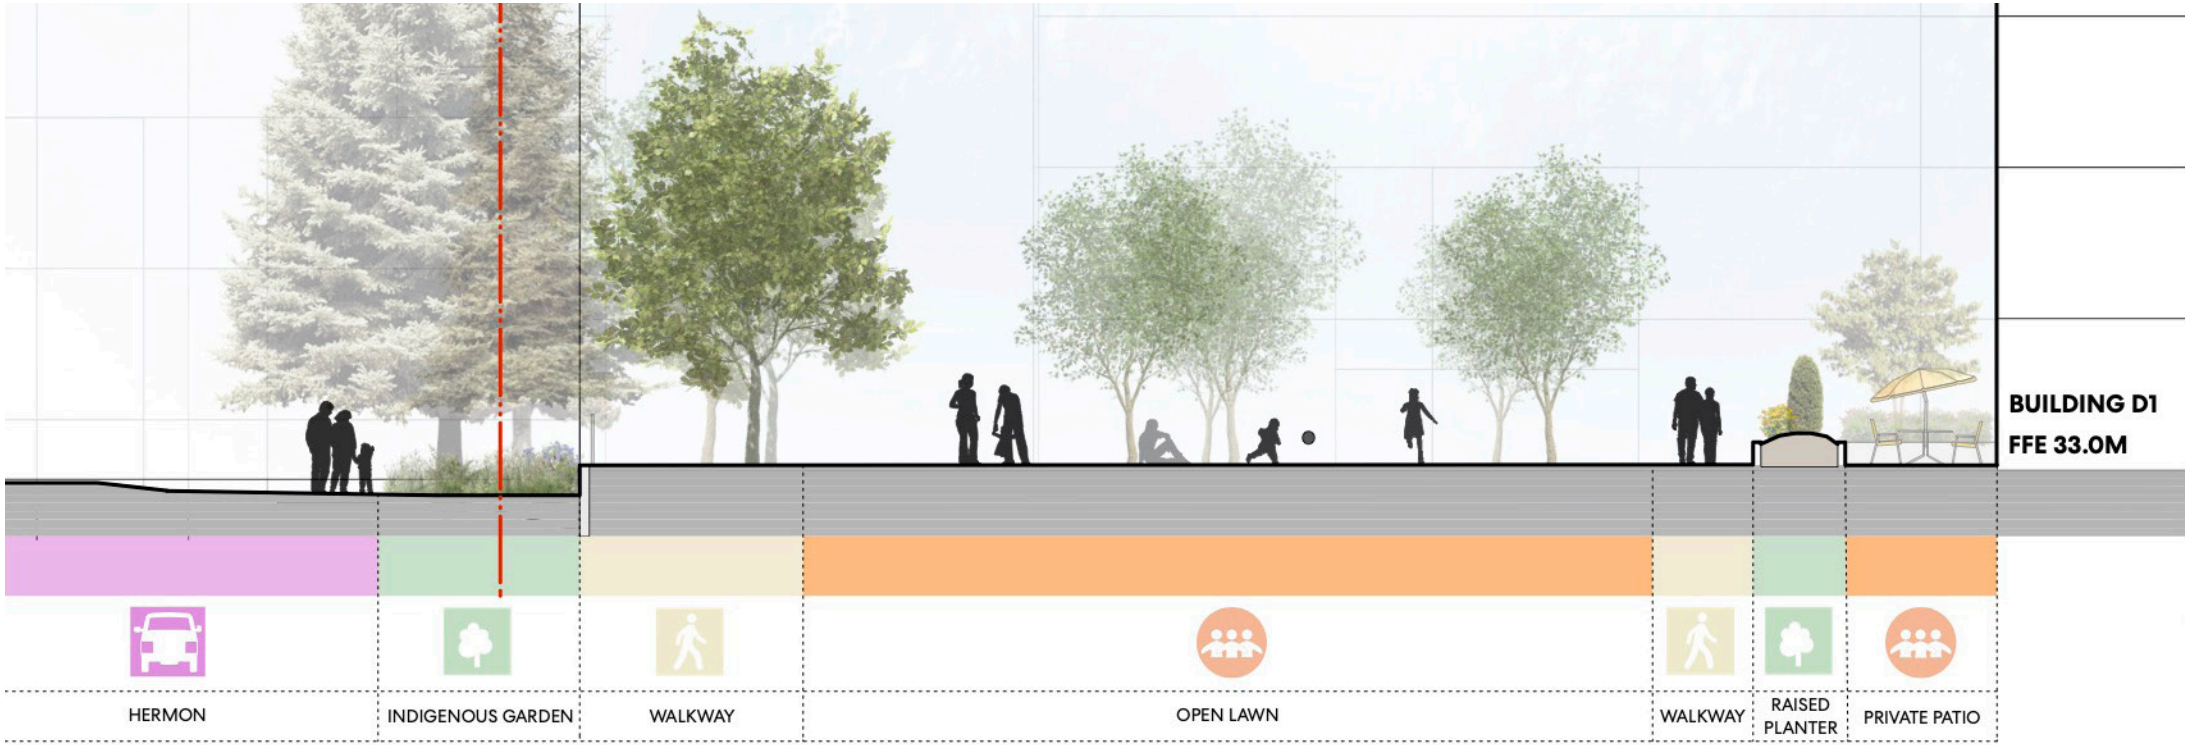 BUILDING D1
FFE 33.0M
HERMON
INDIGENOUS GARDEN
WALKWAY
OPEN LAWN
WALKWAY
RAISED
PLANTER
PRIVATE PATIO